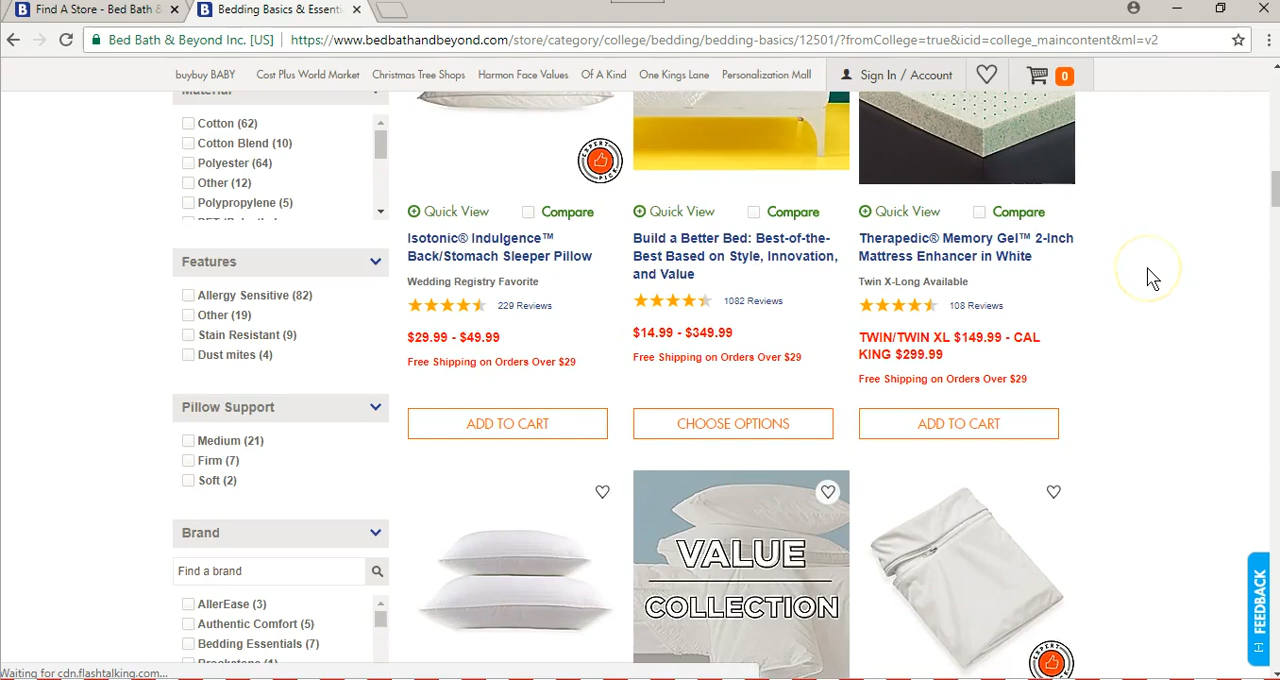 Find A Store - Bed Bath &
Bedding Basics & Essenti
Bed Bath & Beyond Inc. [US]
https://www.bedbathandbeyond.com/store/category/college/bedding/bedding-basics/12501/?fromCollege=true&icid=college_maincontent&ml=v2
buybuy BABY
Cost Plus World Market
Christmas Tree Shops
Harmon Face Values
Of A Kind
One Kings Lane
Personalization Mall
Sign In / Account
0
Material
Cotton (62)
Cotton Blend (10)
Polyester (64)
Other (12)
Polypropylene (5)
Features
Allergy Sensitive (82)
Other (19)
Stain Resistant (9)
Dust mites (4)
Pillow Support
Medium (21)
Firm (7)
Soft (2)
Brand
Find a brand
AllerEase (3)
Authentic Comfort (5)
Bedding Essentials (7)
EXPERT
PICK
Quick View
Compare
Isotonic® Indulgence™
Back/Stomach Sleeper Pillow
Wedding Registry Favorite
229 Reviews
$29.99 - $49.99
Free Shipping on Orders Over $29
ADD TO CART
Quick View
Compare
Build a Better Bed: Best-of-the-
Best Based on Style, Innovation,
and Value
1082 Reviews
$14.99 - $349.99
Free Shipping on Orders Over $29
CHOOSE OPTIONS
Quick View
Compare
Therapedic® Memory Gel™ 2-Inch
Mattress Enhancer in White
Twin X-Long Available
108 Reviews
TWIN/TWIN XL $149.99 - CAL
KING $299.99
Free Shipping on Orders Over $29
ADD TO CART
VALUE
COLLECTION
EXPERT
FEEDBACK
Waiting for cdn.flashtalking.com...